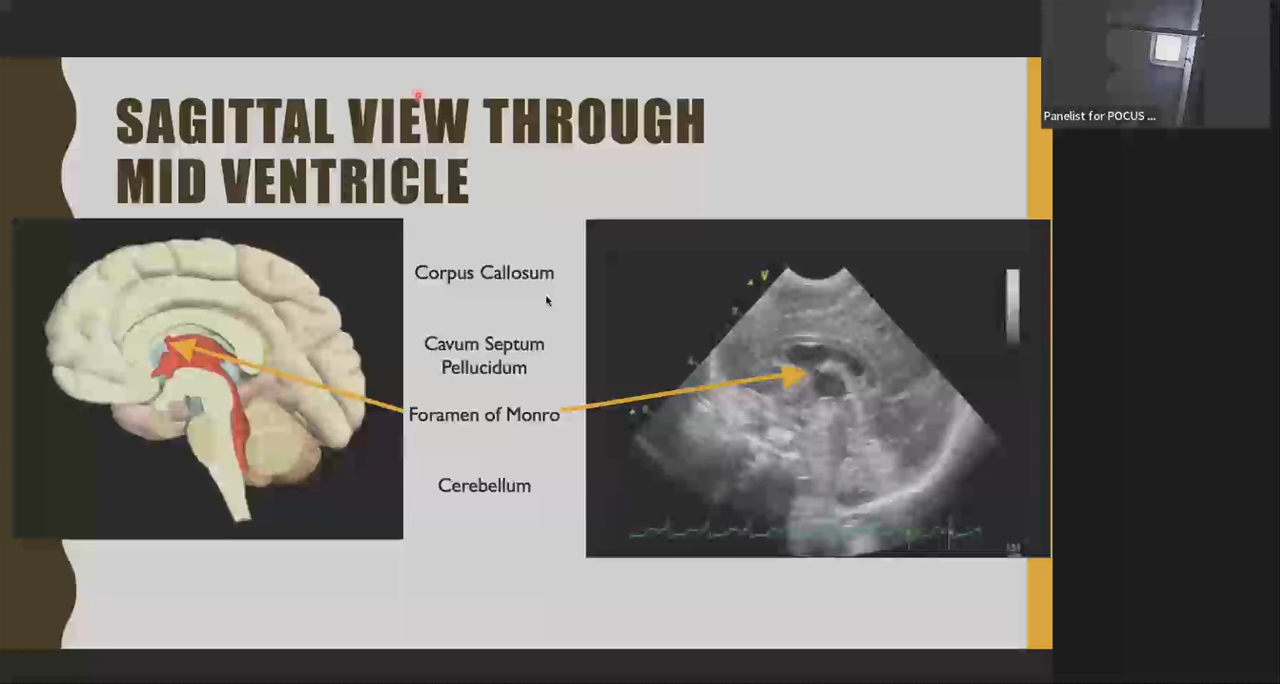 SAGITTAL VIEW THROUGH
MID VENTRICLE
Corpus Callosum
Cavum Septum
Pellucidum
Foramen of Monro
Cerebellum
V
Panelist for POCUS ...